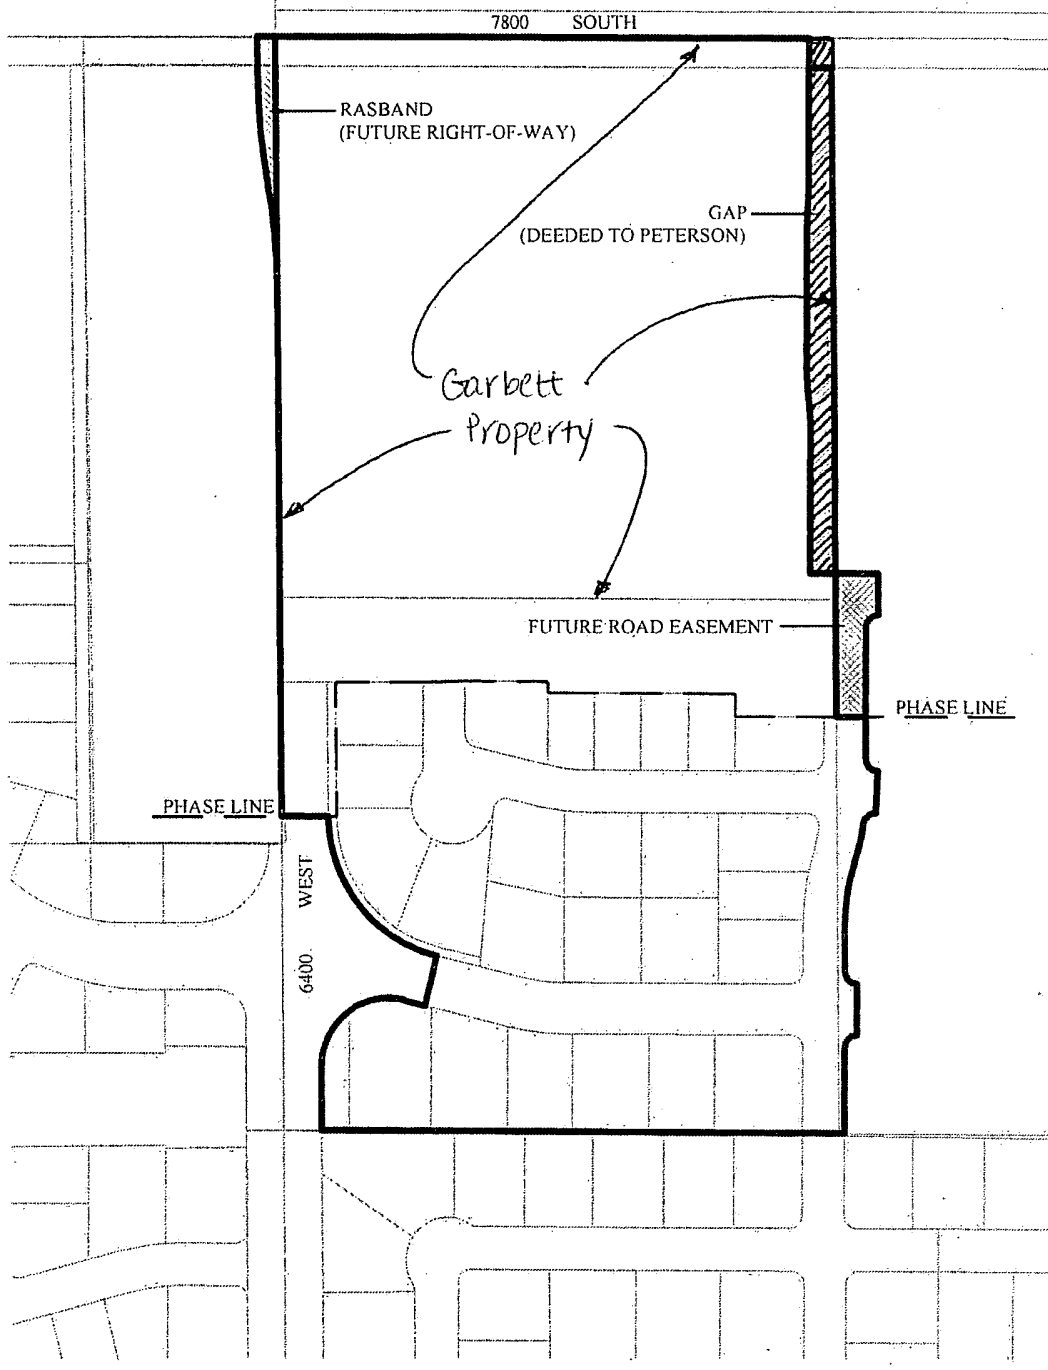 7800 SOUTH
RASBAND
(FUTURE RIGHT-OF-WAY)
GAP
(DEEDED TO PETERSON)
Garbett
Property
FUTURE ROAD EASEMENT
PHASE LINE
PHASE LINE
6400 WEST